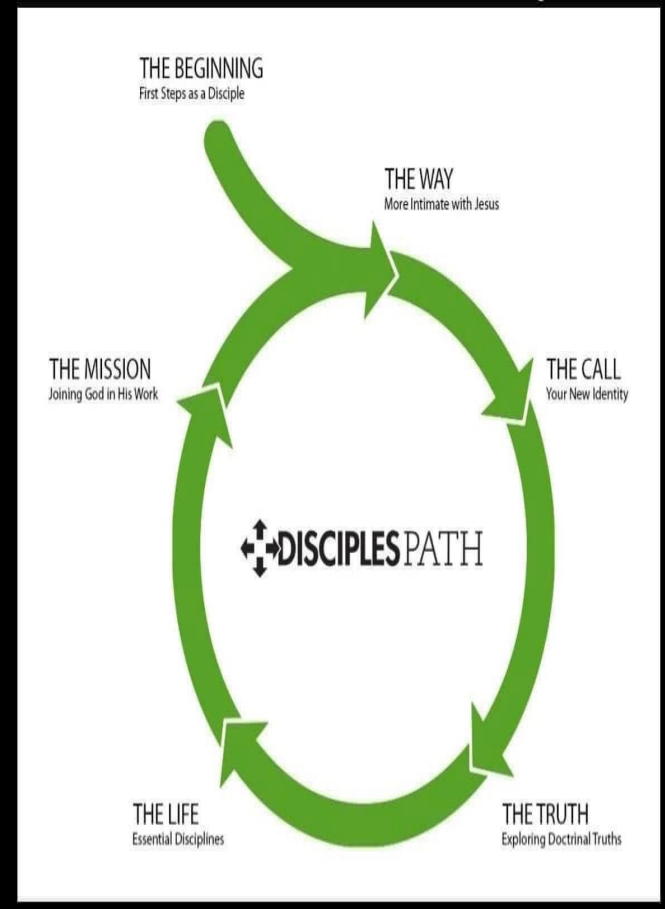 THE BEGINNING
First Steps as a Disciple
THE WAY
More Intimate with Jesus
THE CALL
Your New Identity
THE TRUTH
Exploring Doctrinal Truths
THE LIFE
Essential Disciplines
THE MISSION
Joining God in His Work
DISCIPLES PATH